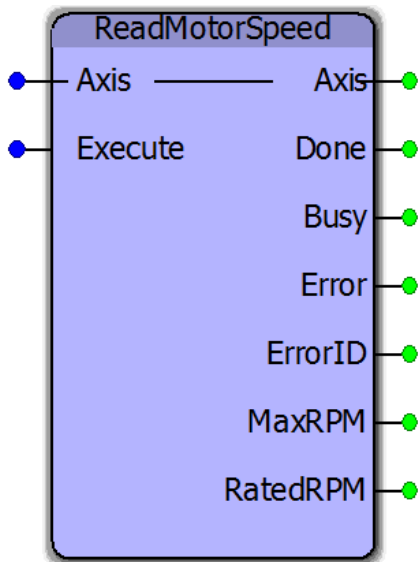 ReadMotorSpeed
Axis Axis
Execute Done
Busy
Error
ErrorID
MaxRPM
RatedRPM